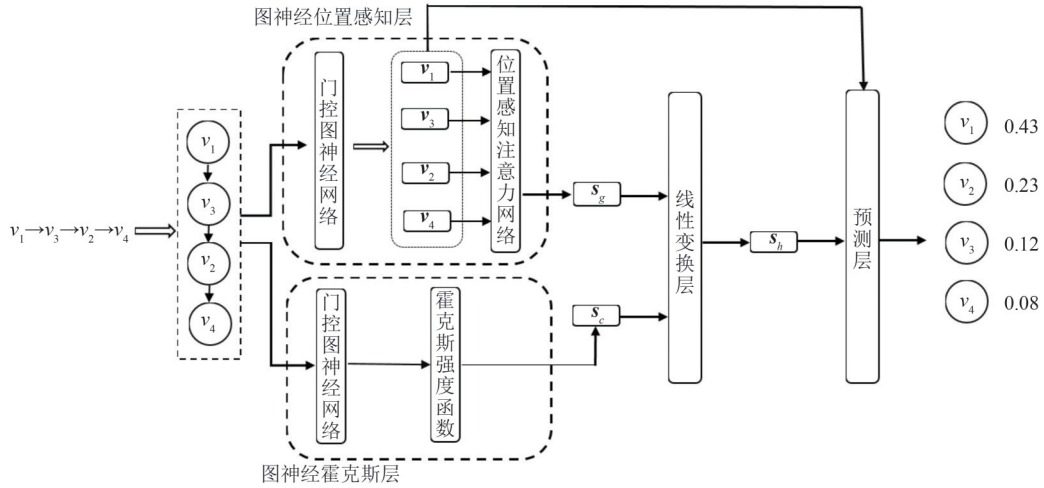 图神经位置感知层
门控图神经网络
v1
v3
v2
v4
位置感知注意力网络
v1→v3→v2→v4
v1
v3
v2
v4
sg
线性变换层
sh
预测层
v1 0.43
v2 0.23
v3 0.12
v4 0.08
门控图神经网络
霍克斯强度函数
sc
图神经霍克斯层